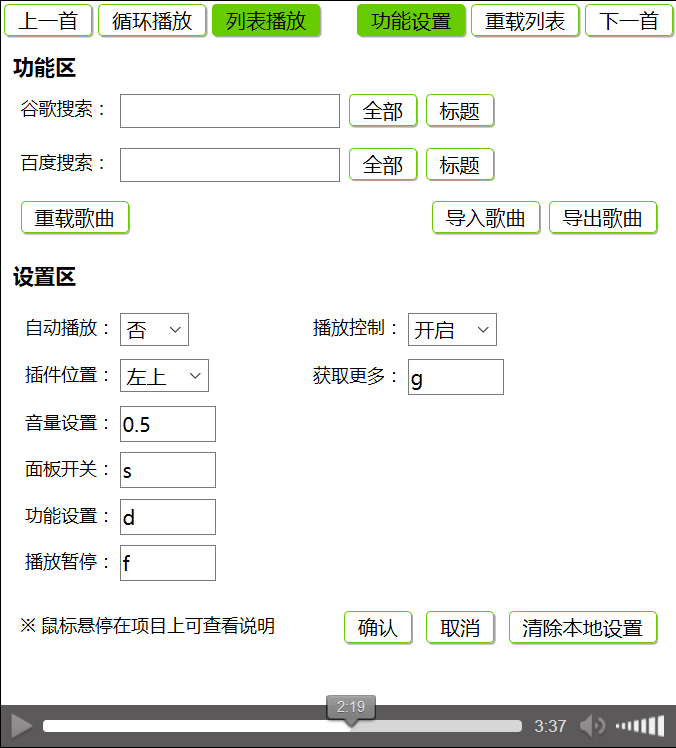 上一首 循环播放 列表播放 功能设置 重载列表 下一首
功能区
谷歌搜索： 全部 标题
百度搜索： 全部 标题
重载歌曲 导入歌曲 导出歌曲
设置区
自动播放： 否 播放控制： 开启
插件位置： 左上 获取更多： g
音量设置： 0.5
面板开关： s
功能设置： d
播放暂停： f
※ 鼠标悬停在项目上可查看说明 确认 取消 清除本地设置
2:19
3:37